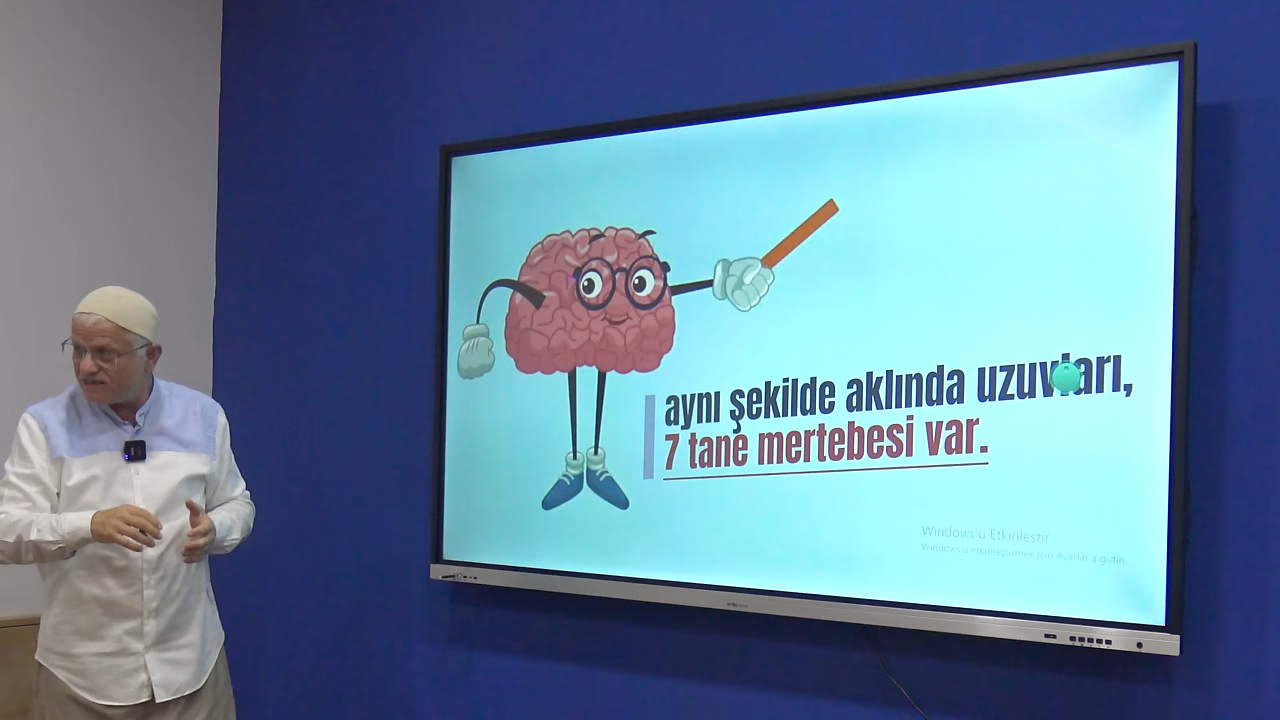 aynı şekilde aklında uzuvları,
7 tane mertebesi var.
Windows'u Etkinleştir
Windows'u etkinleştirmek için Ayarlar'a gidin.